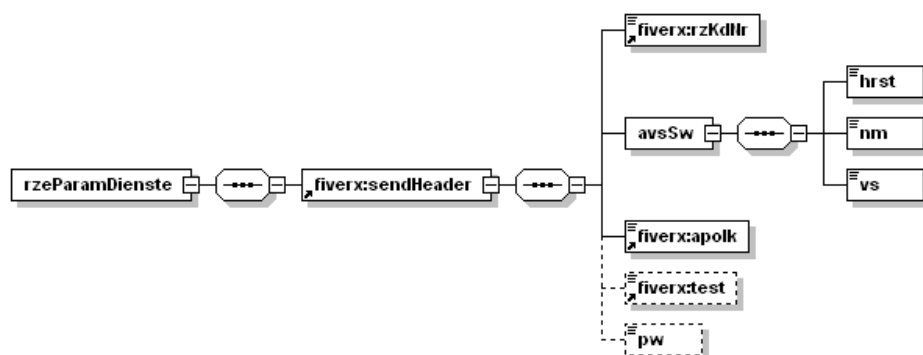 fiverx:rzKdNr
hrst
avsSw
nm
rzeParamDienste
fiverx:sendHeader
vs
fiverx:apoIk
fiverx:test
pw